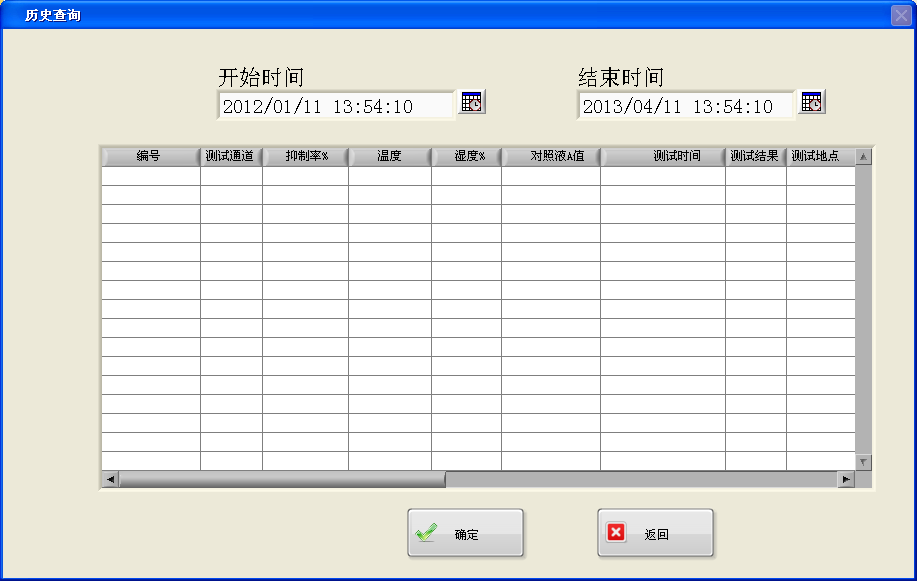 历史查询
开始时间 结束时间
2012/01/11 13:54:10 2013/04/11 13:54:10
编号 测试通道 抑制率% 温度 湿度% 对照液A值 测试时间 测试结果 测试地点
确定 返回